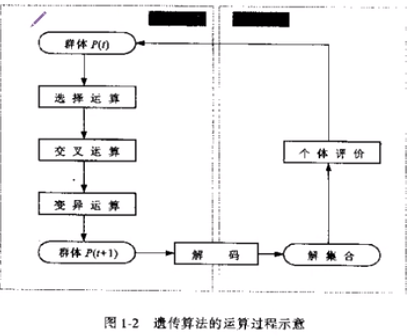 群体 P(t)
选择运算
交叉运算
个体评价
变异运算
群体 P(t+1)
解 码
解集合
图 1-2 遗传算法的运算过程示意